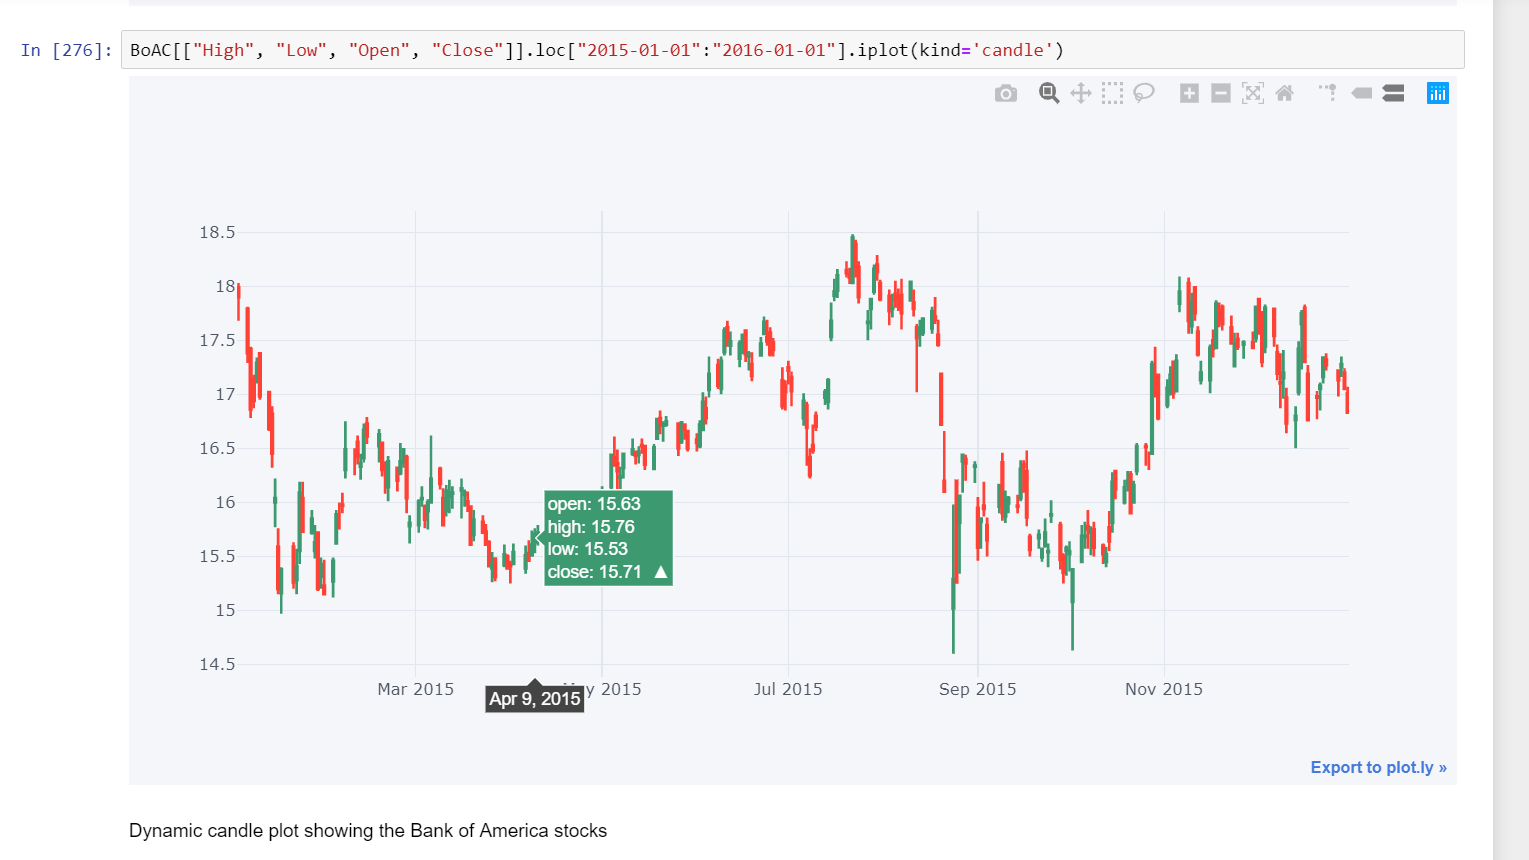 In [276]: BoAC[["High", "Low", "Open", "Close"]].loc["2015-01-01":"2016-01-01"].iplot(kind='candle')
18.5
18
17.5
17
16.5
16
15.5
15
14.5
open: 15.63
high: 15.76
low: 15.53
close: 15.71 ▲
Mar 2015
Apr 9, 2015
y 2015
Jul 2015
Sep 2015
Nov 2015
Export to plot.ly »
Dynamic candle plot showing the Bank of America stocks